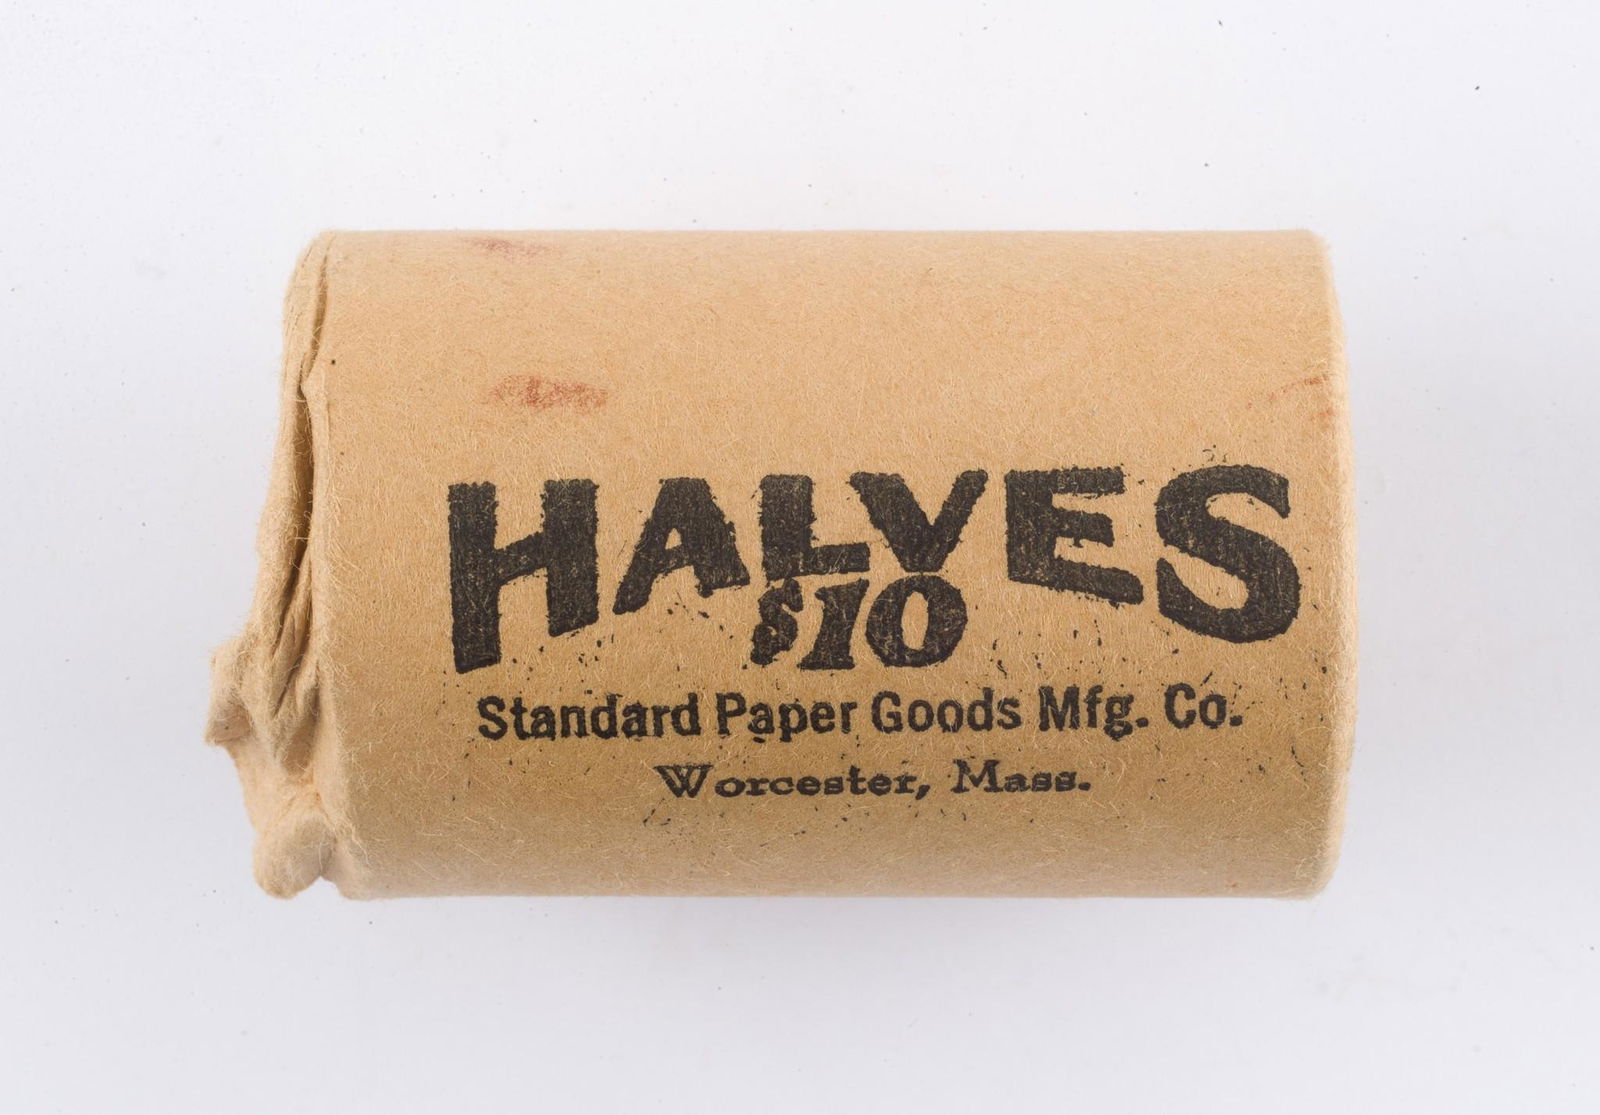 HALVES
$10
Standard Paper Goods Mfg. Co.
Worcester, Mass.